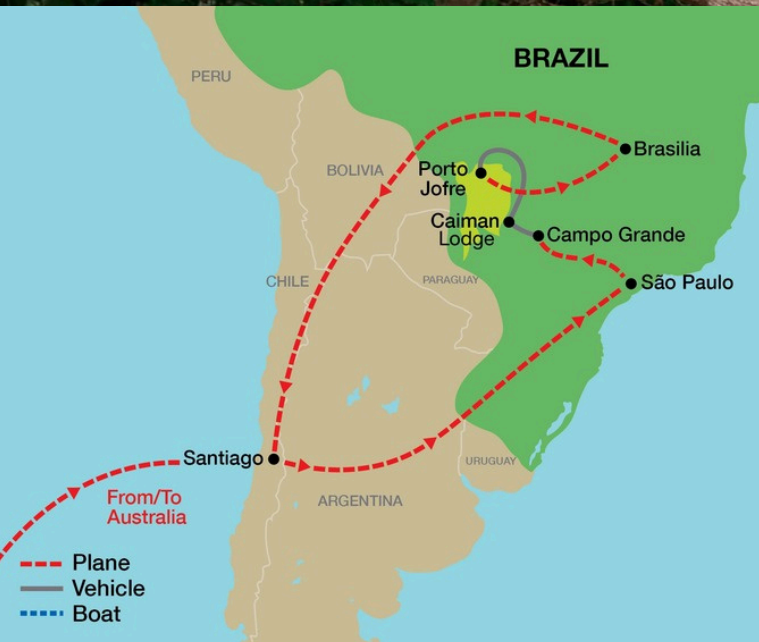 BRAZIL
PERU
BOLIVIA
Brasilia
Porto
Jofre
Caiman
Lodge
Campo Grande
PARAGUAY
CHILE
São Paulo
Santiago
URUGUAY
From/To
Australia
ARGENTINA
Plane
Vehicle
Boat